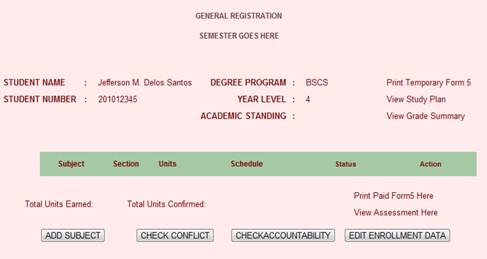 GENERAL REGISTRATION
SEMESTER GOES HERE
STUDENT NAME : Jefferson M. Delos Santos DEGREE PROGRAM : BSCS Print Temporary Form 5
STUDENT NUMBER : 201012345 YEAR LEVEL : 4 View Study Plan
ACADEMIC STANDING : View Grade Summary
Subject Section Units Schedule Status Action
Print Paid Form5 Here
Total Units Earned: Total Units Confirmed:
View Assessment Here
ADD SUBJECT CHECK CONFLICT CHECKACCOUNTABILITY EDIT ENROLLMENT DATA